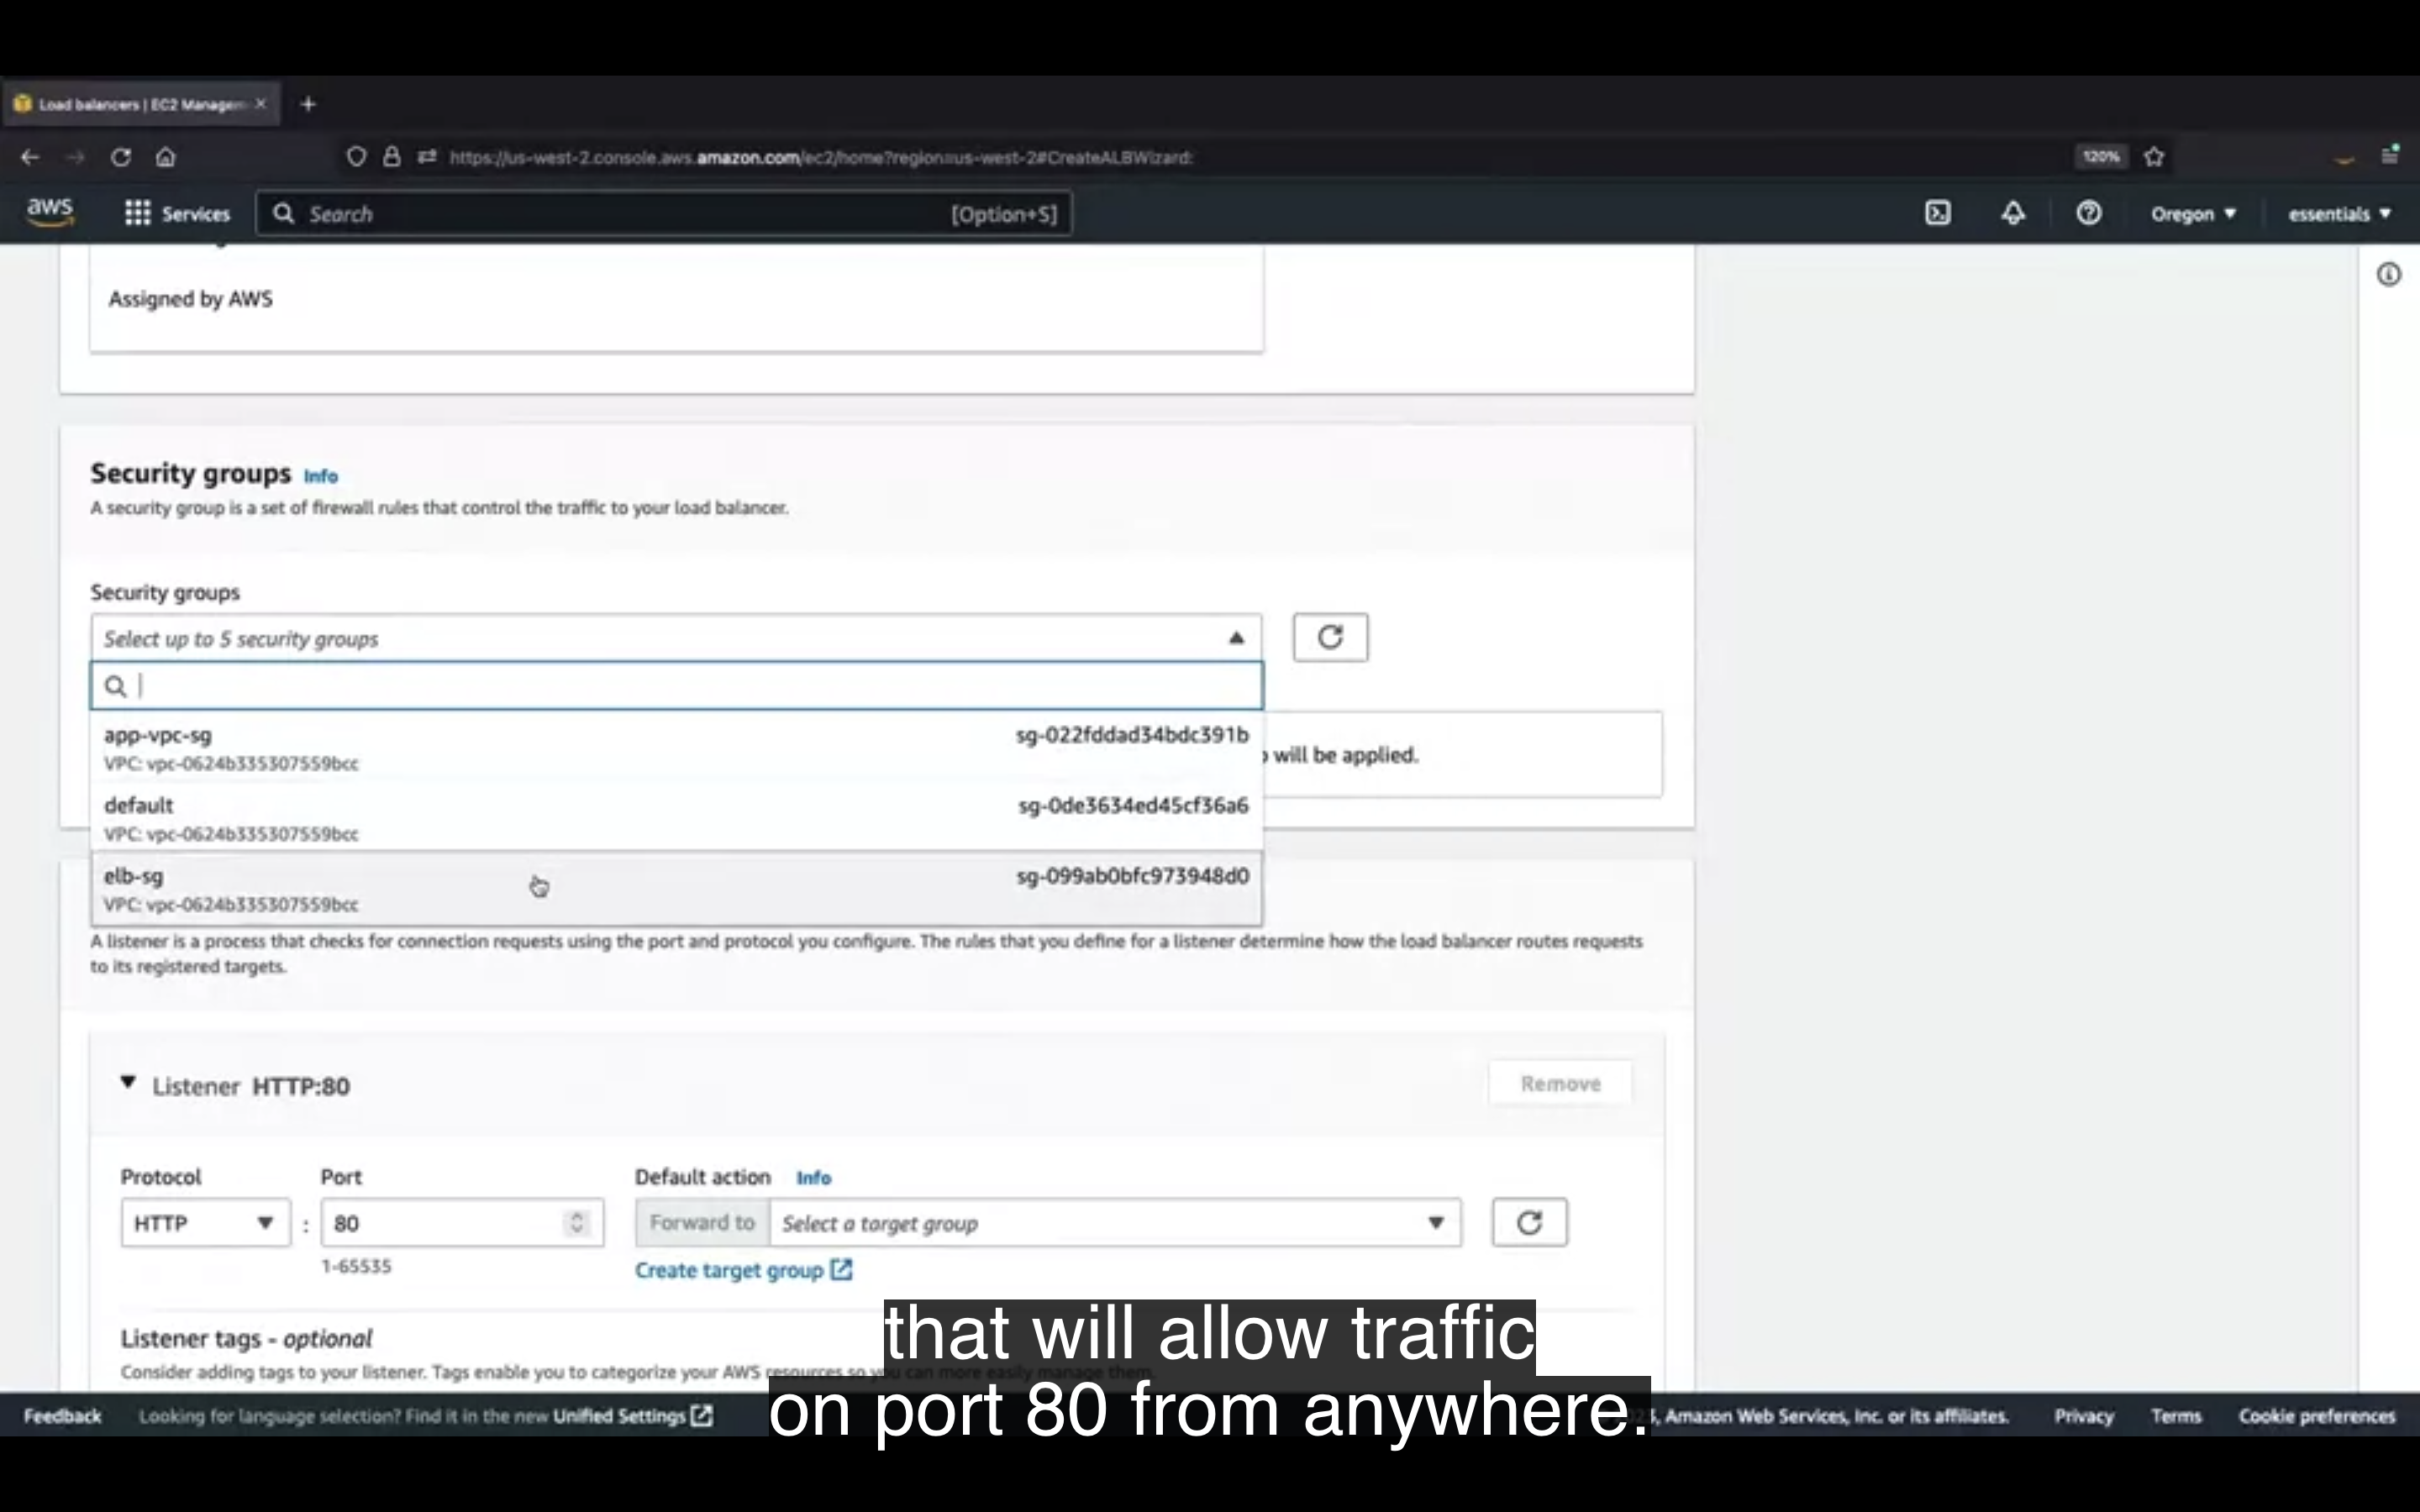 Load balancers | EC2 Managem
https://us-west-2.console.aws.amazon.com/ec2/home?region=us-west-2#CreateALBWizard:
120%
aws
Services
Search
[Option+S]
Oregon
essentials
Assigned by AWS
Security groups Info
A security group is a set of firewall rules that control the traffic to your load balancer.
Security groups
Select up to 5 security groups
app-vpc-sg sg-022fddad34bdc391b
VPC: vpc-0624b335307559bcc
will be applied.
default sg-0de3634ed45cf36a6
VPC: vpc-0624b335307559bcc
elb-sg sg-099ab0bfc973948d0
VPC: vpc-0624b335307559bcc
A listener is a process that checks for connection requests using the port and protocol you configure. The rules that you define for a listener determine how the load balancer routes requests
to its registered targets.
Listener HTTP:80
Remove
Protocol Port Default action Info
HTTP : 80 Forward to Select a target group
1-65535
Create target group
Listener tags - optional
Consider adding tags to your listener. Tags enable you to categorize your AWS resources so you can more easily manage them.
that will allow traffic
on port 80 from anywhere.
Feedback Looking for language selection? Find it in the new Unified Settings
, Amazon Web Services, Inc. or its affiliates. Privacy Terms Cookie preferences